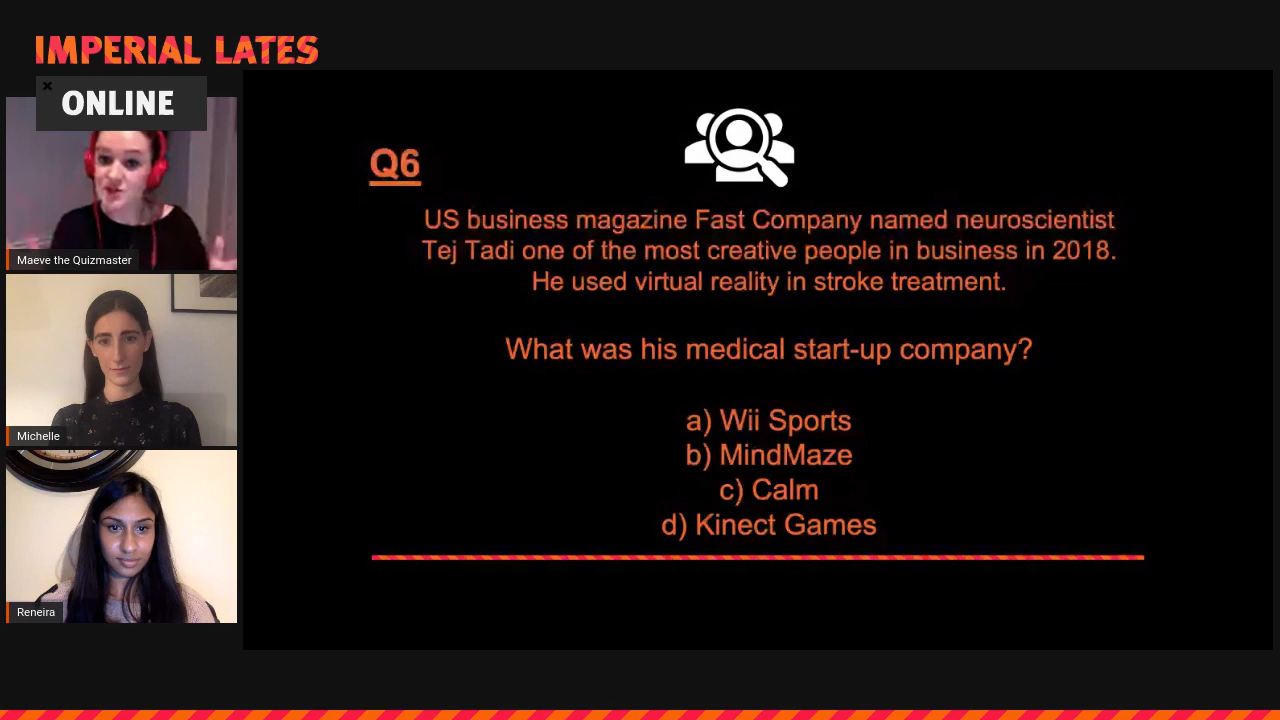 IMPERIAL LATES
ONLINE
Maeve the Quizmaster
Michelle
Reneira
Q6
US business magazine Fast Company named neuroscientist
Tej Tadi one of the most creative people in business in 2018.
He used virtual reality in stroke treatment.
What was his medical start-up company?
a) Wii Sports
b) MindMaze
c) Calm
d) Kinect Games